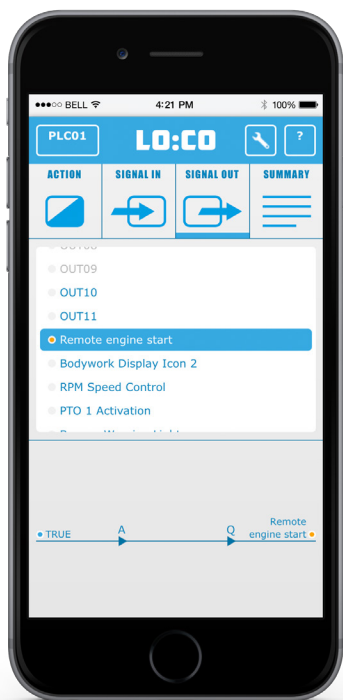 BELL 4:21 PM 100%
PLC01 LO:CO ?
ACTION SIGNAL IN SIGNAL OUT SUMMARY
OUT09
OUT10
OUT11
Remote engine start
Bodywork Display Icon 2
RPM Speed Control
PTO 1 Activation
TRUE A Q Remote
engine start